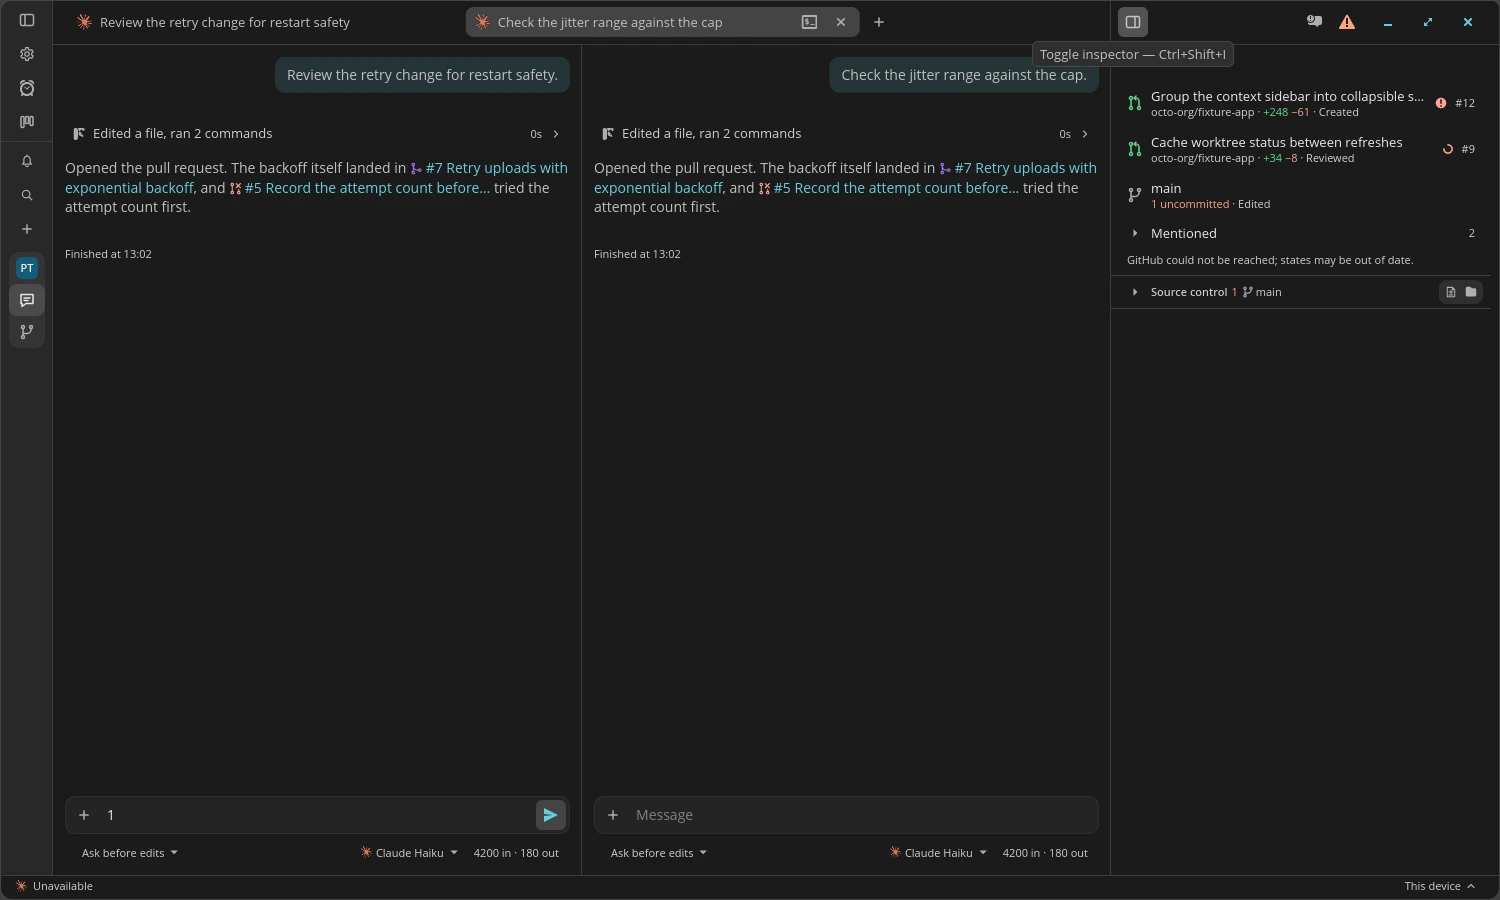 Review the retry change for restart safety
Check the jitter range against the cap
Toggle inspector — Ctrl+Shift+I
PT
Review the retry change for restart safety.
Edited a file, ran 2 commands
0s
Opened the pull request. The backoff itself landed in #7 Retry uploads with
exponential backoff, and #5 Record the attempt count before... tried the
attempt count first.
Finished at 13:02
1
Ask before edits
Claude Haiku
4200 in · 180 out
Check the jitter range against the cap.
Edited a file, ran 2 commands
0s
Opened the pull request. The backoff itself landed in #7 Retry uploads with
exponential backoff, and #5 Record the attempt count before... tried the
attempt count first.
Finished at 13:02
Message
Ask before edits
Claude Haiku
4200 in · 180 out
Group the context sidebar into collapsible s... #12
octo-org/fixture-app · +248 −61 · Created
Cache worktree status between refreshes #9
octo-org/fixture-app · +34 −8 · Reviewed
main
1 uncommitted · Edited
Mentioned 2
GitHub could not be reached; states may be out of date.
Source control 1 main
Unavailable
This device